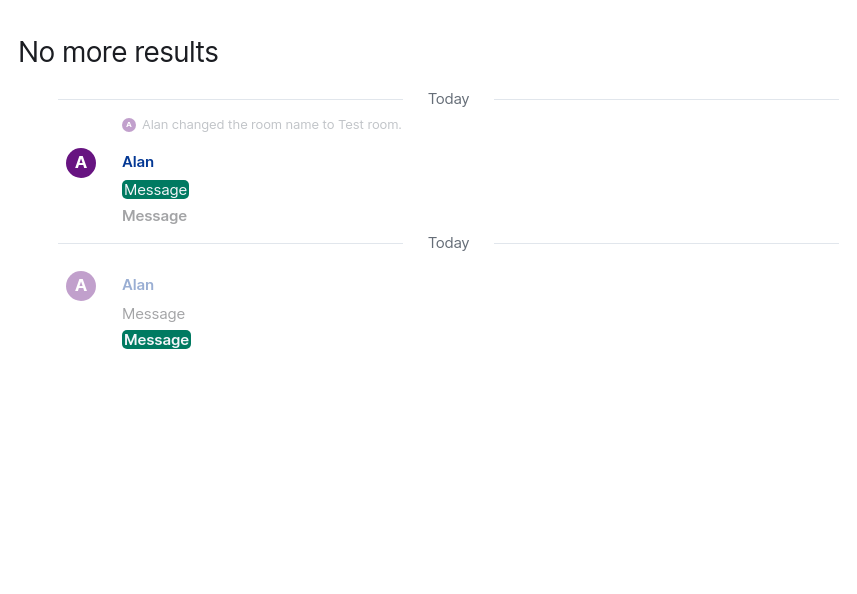 No more results
Today
A Alan changed the room name to Test room.
A Alan
Message
Message
Today
A Alan
Message
Message